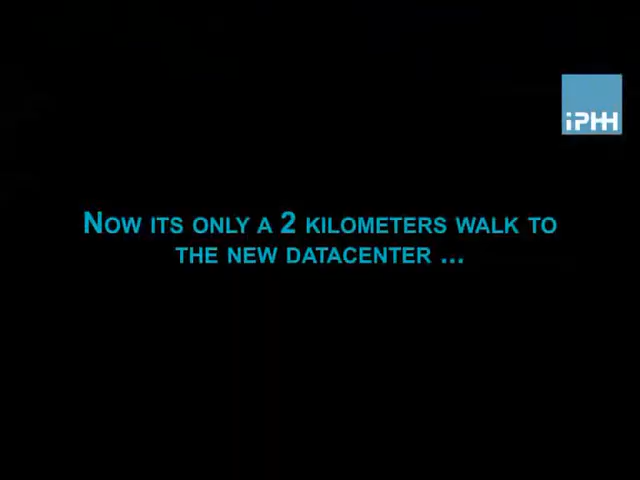 iPHH
Now its only a 2 kilometers walk to
the new datacenter ...